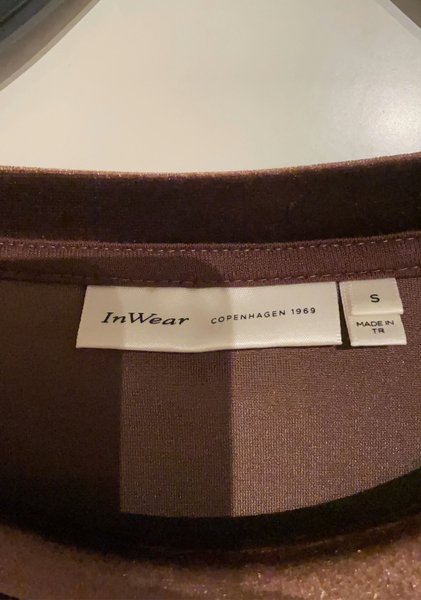 InWear COPENHAGEN 1969
S
MADE IN
TR